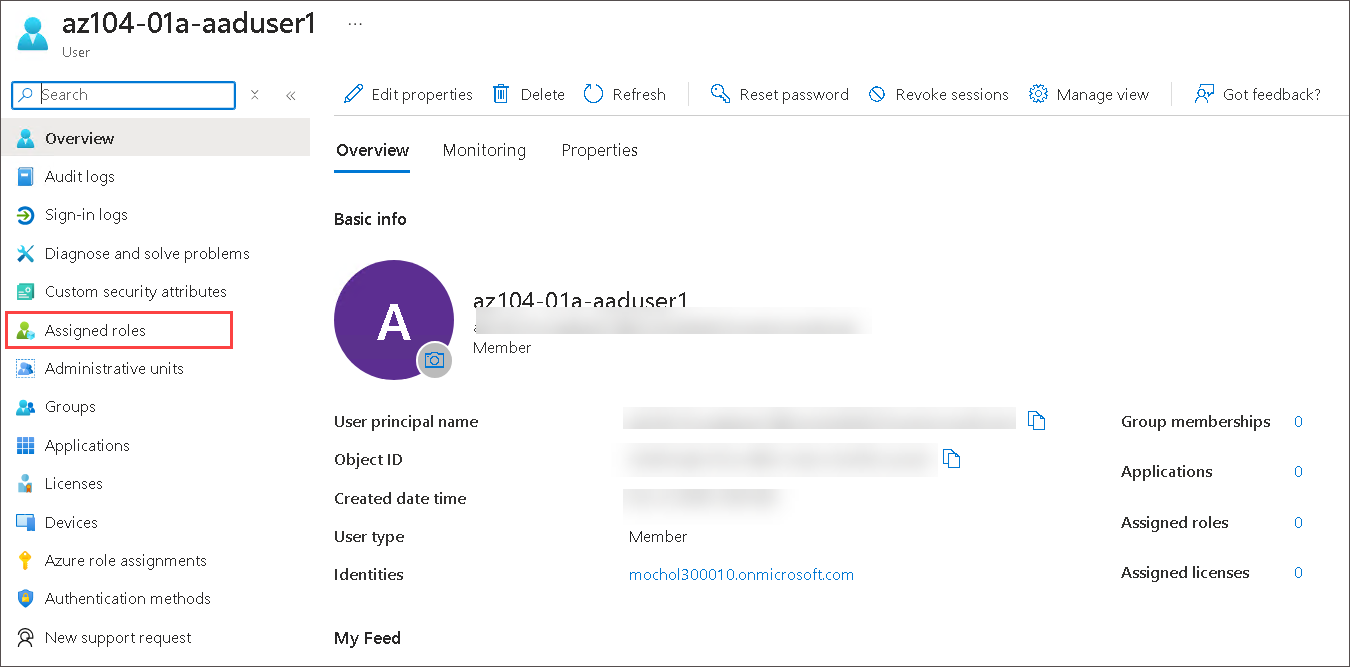 az104-01a-aaduser1 ...
User
Search
Edit properties Delete Refresh Reset password Revoke sessions Manage view Got feedback?
Overview
Audit logs
Sign-in logs
Diagnose and solve problems
Custom security attributes
Assigned roles
Administrative units
Groups
Applications
Licenses
Devices
Azure role assignments
Authentication methods
New support request
Overview Monitoring Properties
Basic info
A
az104-01a-aaduser1
Member
User principal name
Object ID
Created date time
User type Member
Identities mochol300010.onmicrosoft.com
Group memberships 0
Applications 0
Assigned roles 0
Assigned licenses 0
My Feed